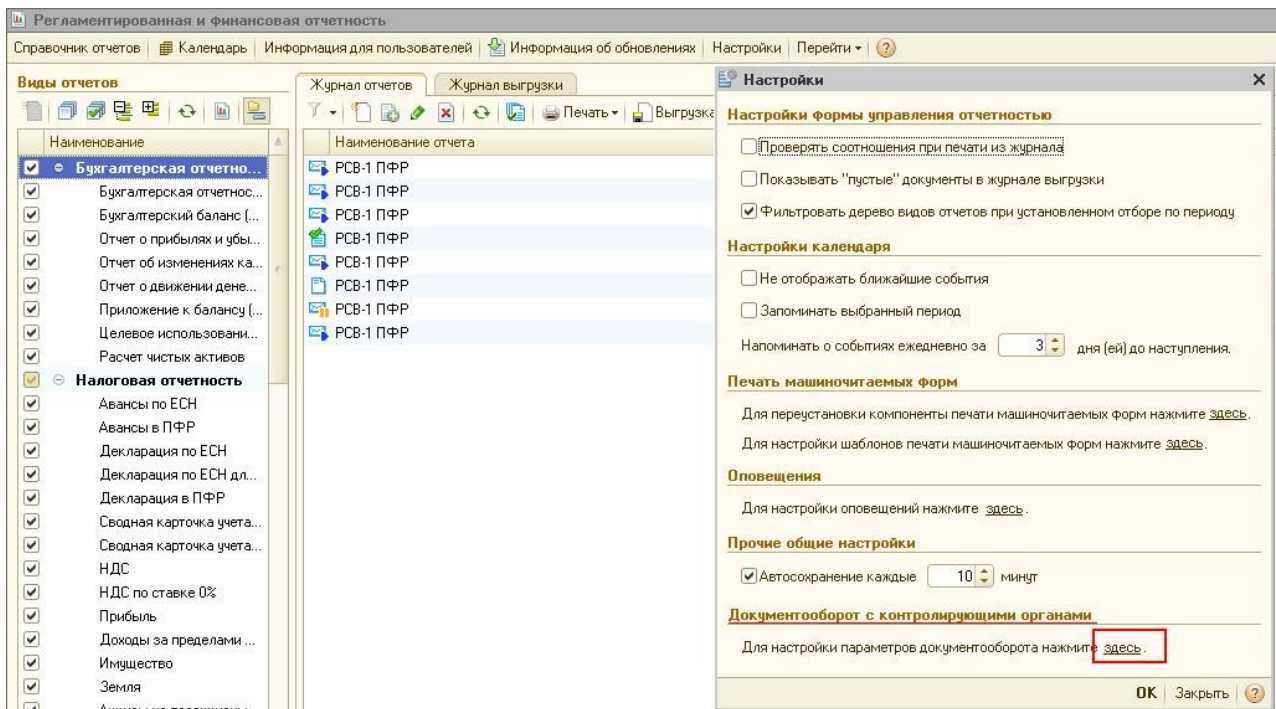 Регламентированная и финансовая отчетность
Справочник отчетов Календарь Информация для пользователей Информация об обновлениях Настройки Перейти ?
Виды отчетов
Наименование
Бухгалтерская отчетно...
Бухгалтерская отчетнос...
Бухгалтерский баланс (...
Отчет о прибылях и убы...
Отчет об изменениях ка...
Отчет о движении дене...
Приложение к балансу (...
Целевое использовани...
Расчет чистых активов
Налоговая отчетность
Авансы по ЕСН
Авансы в ПФР
Декларация по ЕСН
Декларация по ЕСН дл...
Декларация в ПФР
Сводная карточка учета...
Сводная карточка учета...
НДС
НДС по ставке 0%
Прибыль
Доходы за пределами ...
Имущество
Земля
Журнал отчетов Журнал выгрузки
Печать Выгрузка
Наименование отчета
РСВ-1 ПФР
РСВ-1 ПФР
РСВ-1 ПФР
РСВ-1 ПФР
РСВ-1 ПФР
РСВ-1 ПФР
РСВ-1 ПФР
РСВ-1 ПФР
Настройки
Настройки формы управления отчетностью
Проверять соотношения при печати из журнала
Показывать "пустые" документы в журнале выгрузки
Фильтровать дерево видов отчетов при установленном отборе по периоду
Настройки календаря
Не отображать ближайшие события
Запоминать выбранный период
Напоминать о событиях ежедневно за 3 дня (ей) до наступления.
Печать машиночитаемых форм
Для переустановки компоненты печати машиночитаемых форм нажмите здесь.
Для настройки шаблонов печати машиночитаемых форм нажмите здесь.
Оповещения
Для настройки оповещений нажмите здесь.
Прочие общие настройки
Автосохранение каждые 10 минут
Документооборот с контролирующими органами
Для настройки параметров документооборота нажмите здесь.
OK Закрыть ?